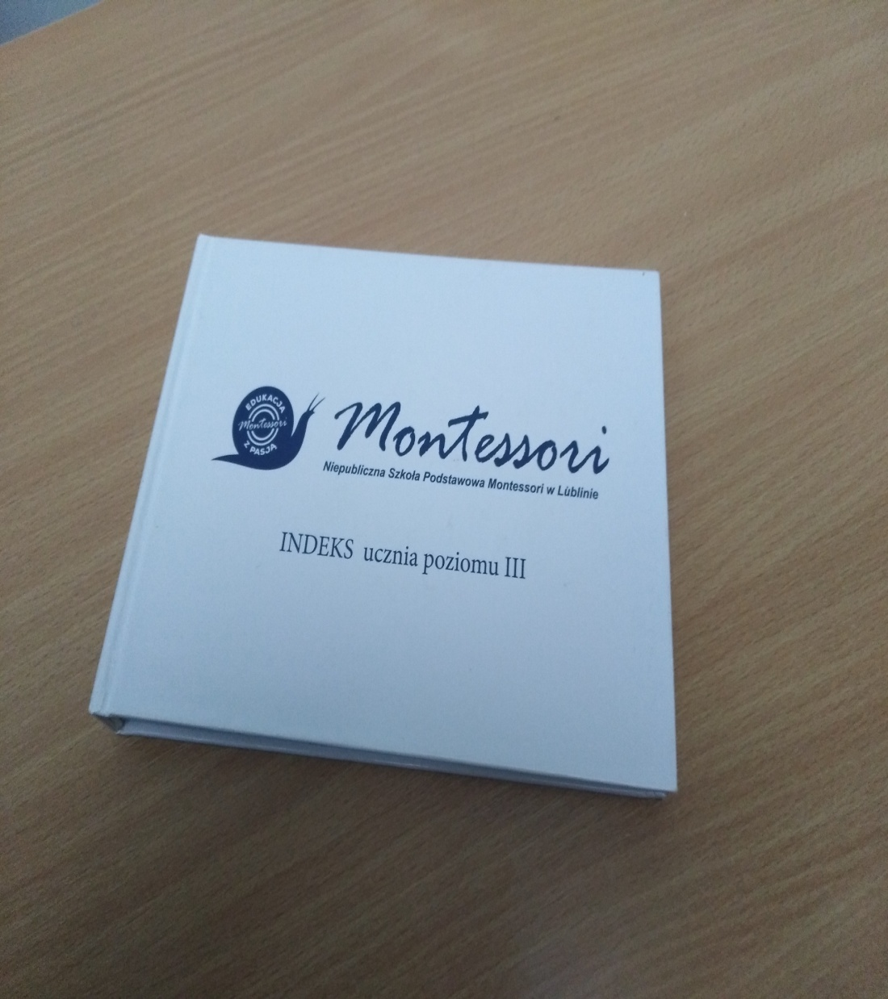 EDUKACJA
Montessori
Z PASJĄ
Montessori
Niepubliczna Szkoła Podstawowa Montessori w Lublinie
INDEKS ucznia poziomu III